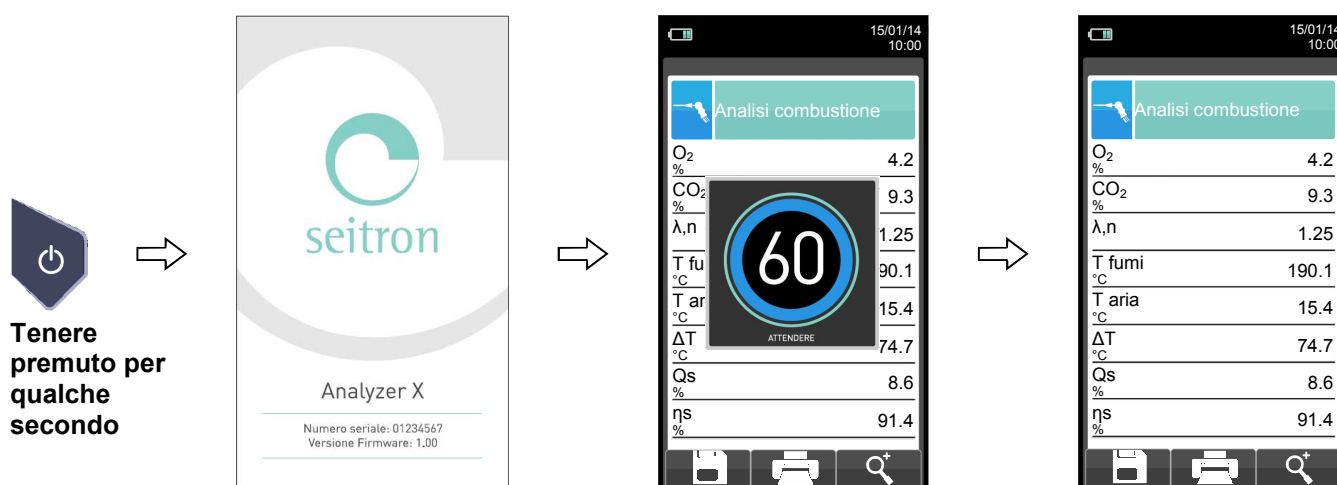 Tenere
premuto per
qualche
secondo
seitron
Analyzer X
Numero seriale: 01234567
Versione Firmware: 1.00
15/01/14
10:00
Analisi combustione
O₂
%
4.2
CO₂
%
9.3
λ,n
1.25
T fu
°C
90.1
T ar
°C
15.4
ΔT
°C
74.7
Qs
%
8.6
ηs
%
91.4
60
ATTENDERE
15/01/14
10:00
Analisi combustione
O₂
%
4.2
CO₂
%
9.3
λ,n
1.25
T fumi
°C
190.1
T aria
°C
15.4
ΔT
°C
74.7
Qs
%
8.6
ηs
%
91.4